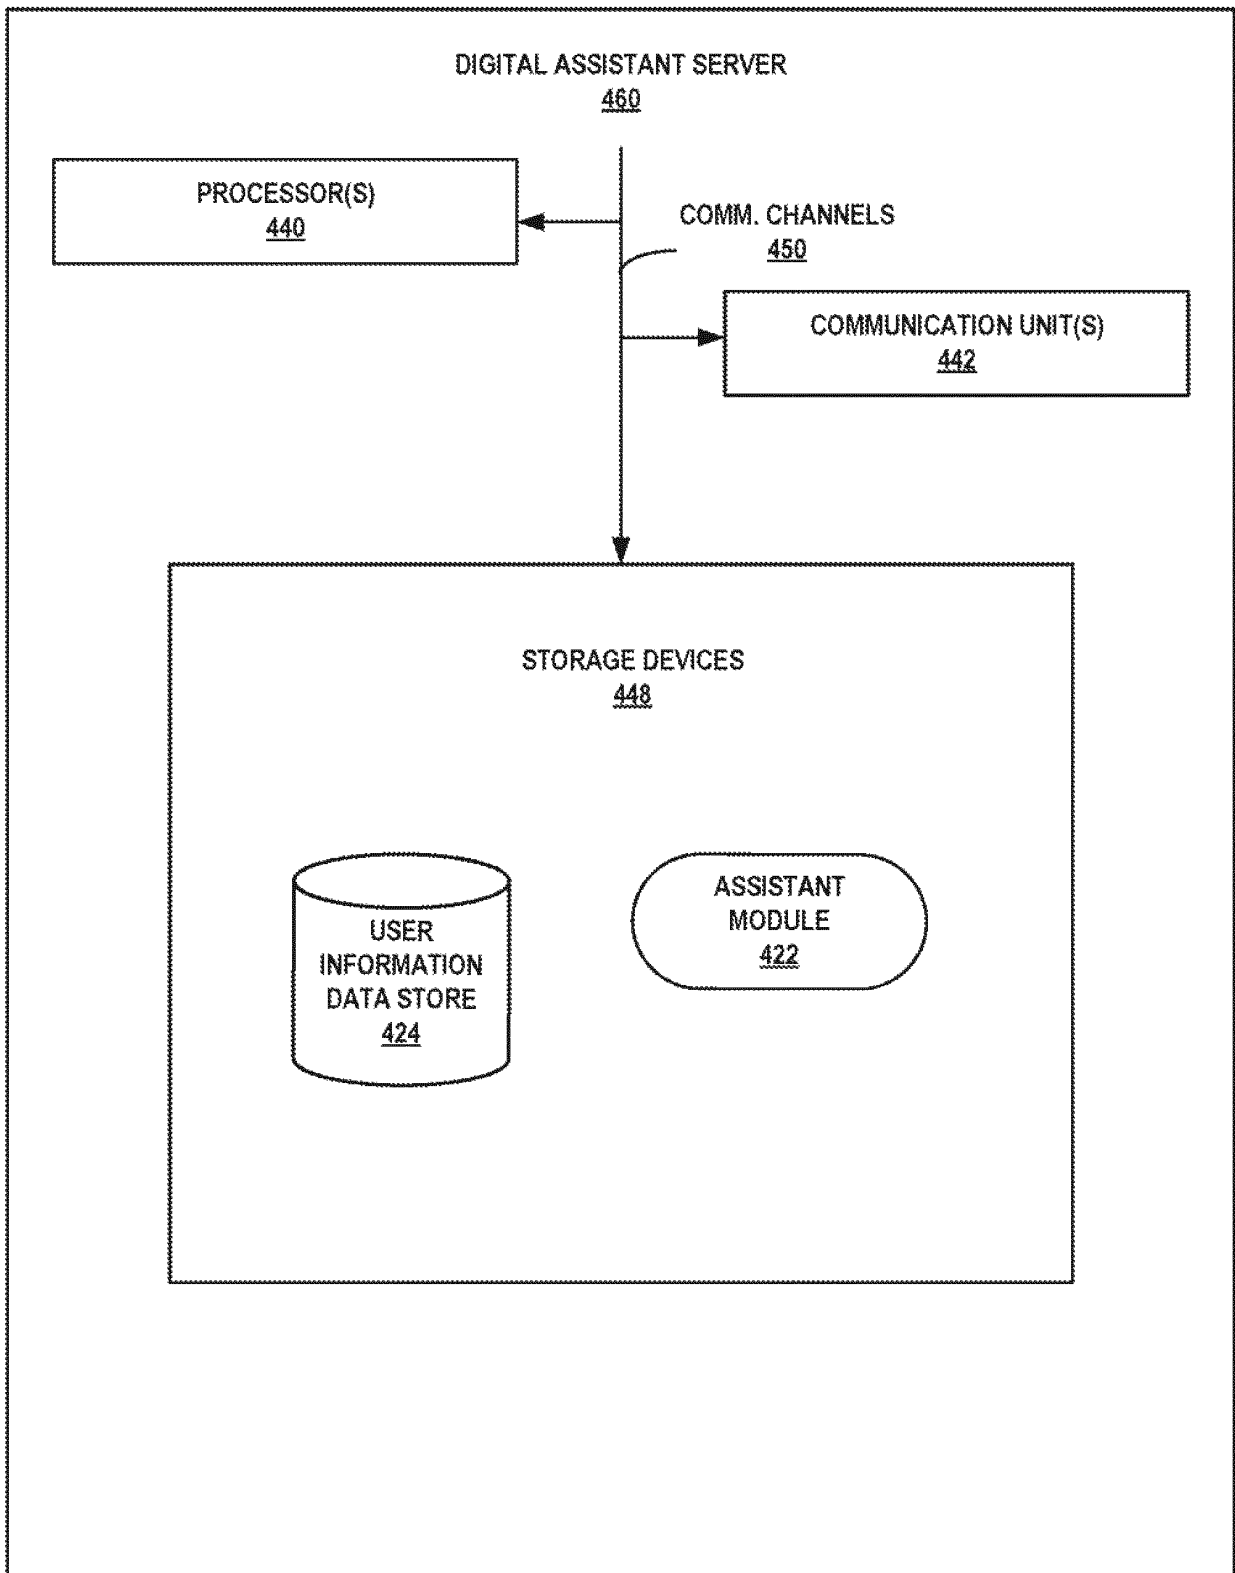 DIGITAL ASSISTANT SERVER
460
PROCESSOR(S)
440
COMM. CHANNELS
450
COMMUNICATION UNIT(S)
442
STORAGE DEVICES
448
USER
INFORMATION
DATA STORE
424
ASSISTANT
MODULE
422